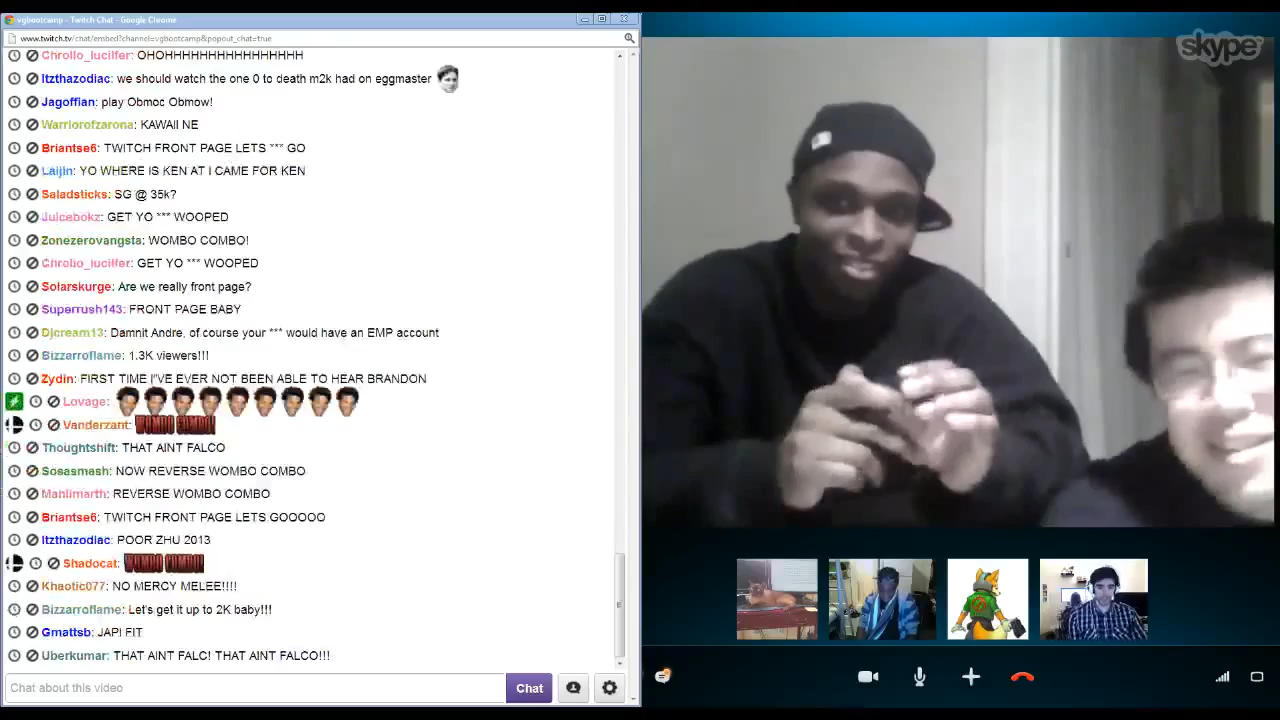 vgbootcamp - Twitch Chat - Google Chrome
www.twitch.tv/chat/embed?channel=vgbootcamp&popout_chat=true
Chrollo_lucilfer: OHOHHHHHHHHHHHHHHHH
Itzthazodiac: we should watch the one 0 to death m2k had on eggmaster
Jagoffian: play Obmoc Obmow!
Warriorofzarona: KAWAII NE
Briantse6: TWITCH FRONT PAGE LETS *** GO
Laijin: YO WHERE IS KEN AT I CAME FOR KEN
Saladsticks: SG @ 35k?
Juicebokz: GET YO *** WOOPED
Zonezerovangsta: WOMBO COMBO!
Chrollo_lucilfer: GET YO *** WOOPED
Solarskurge: Are we really front page?
Superrush143: FRONT PAGE BABY
Djcream13: Damnit Andre, of course your *** would have an EMP account
Bizzarroflame: 1.3K viewers!!!
Zydin: FIRST TIME I"VE EVER NOT BEEN ABLE TO HEAR BRANDON
Lovage:
Vanderzant: WOMBO COMBO!
Thoughtshift: THAT AINT FALCO
Sosasmash: NOW REVERSE WOMBO COMBO
Mahlimarth: REVERSE WOMBO COMBO
Briantse6: TWITCH FRONT PAGE LETS GOOOOO
Itzthazodiac: POOR ZHU 2013
Shadocat: WOMBO COMBO!
Khaotic077: NO MERCY MELEE!!!!
Bizzarroflame: Let's get it up to 2K baby!!!
Gmattsb: JAPI FIT
Uberkumar: THAT AINT FALC! THAT AINT FALCO!!!
Chat about this video
Chat
skype